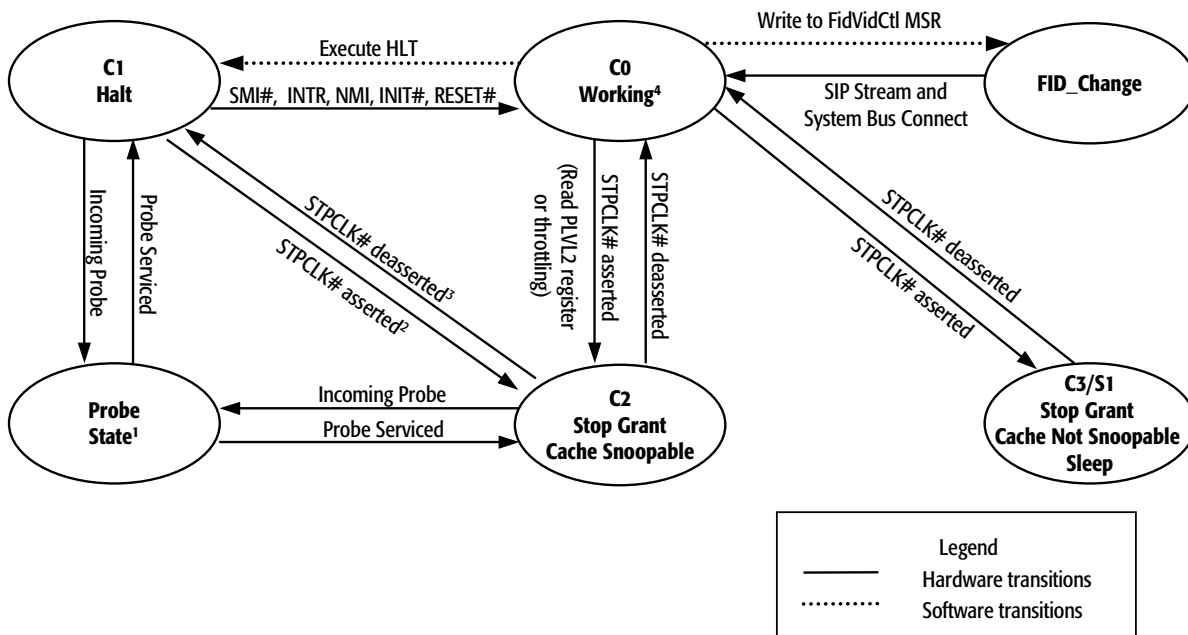 Write to FidVidCtl MSR
Execute HLT
C1
Halt
C0
Working⁴
FID_Change
SMI#, INTR, NMI, INIT#, RESET#
SIP Stream and
System Bus Connect
Incoming Probe
Probe Serviced
STPCLK# deasserted³
STPCLK# asserted²
(Read PLVL2 register
or throttling)
STPCLK# asserted
STPCLK# deasserted
STPCLK# deasserted
STPCLK# asserted
Probe
State¹
Incoming Probe
Probe Serviced
C2
Stop Grant
Cache Snoopable
C3/S1
Stop Grant
Cache Not Snoopable
Sleep
Legend
Hardware transitions
Software transitions